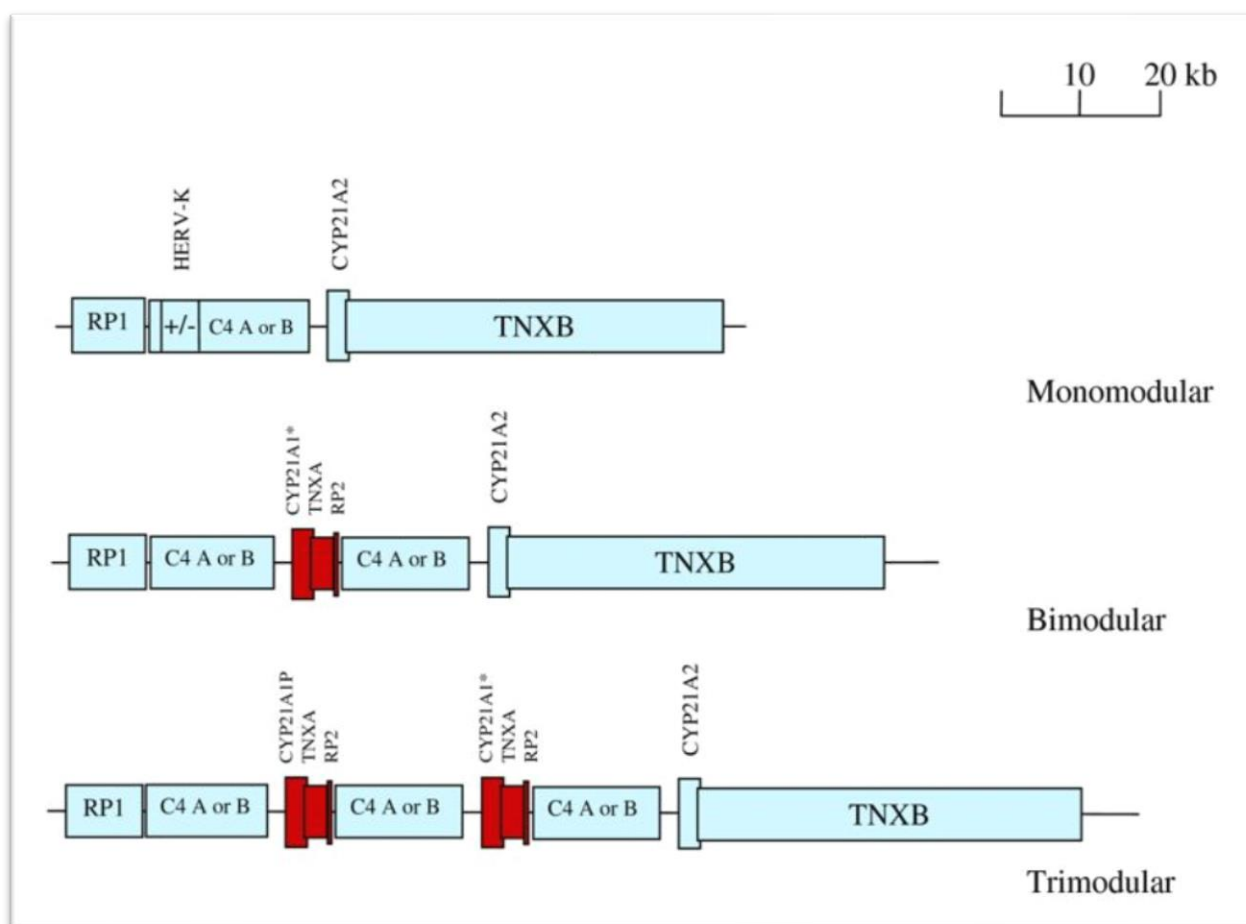 10 20 kb
HERV-K
CYP21A2
RP1 +/- C4 A or B TNXB
Monomodular
CYP21A1*
TNXA
RP2
CYP21A2
RP1 C4 A or B C4 A or B TNXB
Bimodular
CYP21A1P
TNXA
RP2
CYP21A1*
TNXA
RP2
CYP21A2
RP1 C4 A or B C4 A or B C4 A or B TNXB
Trimodular